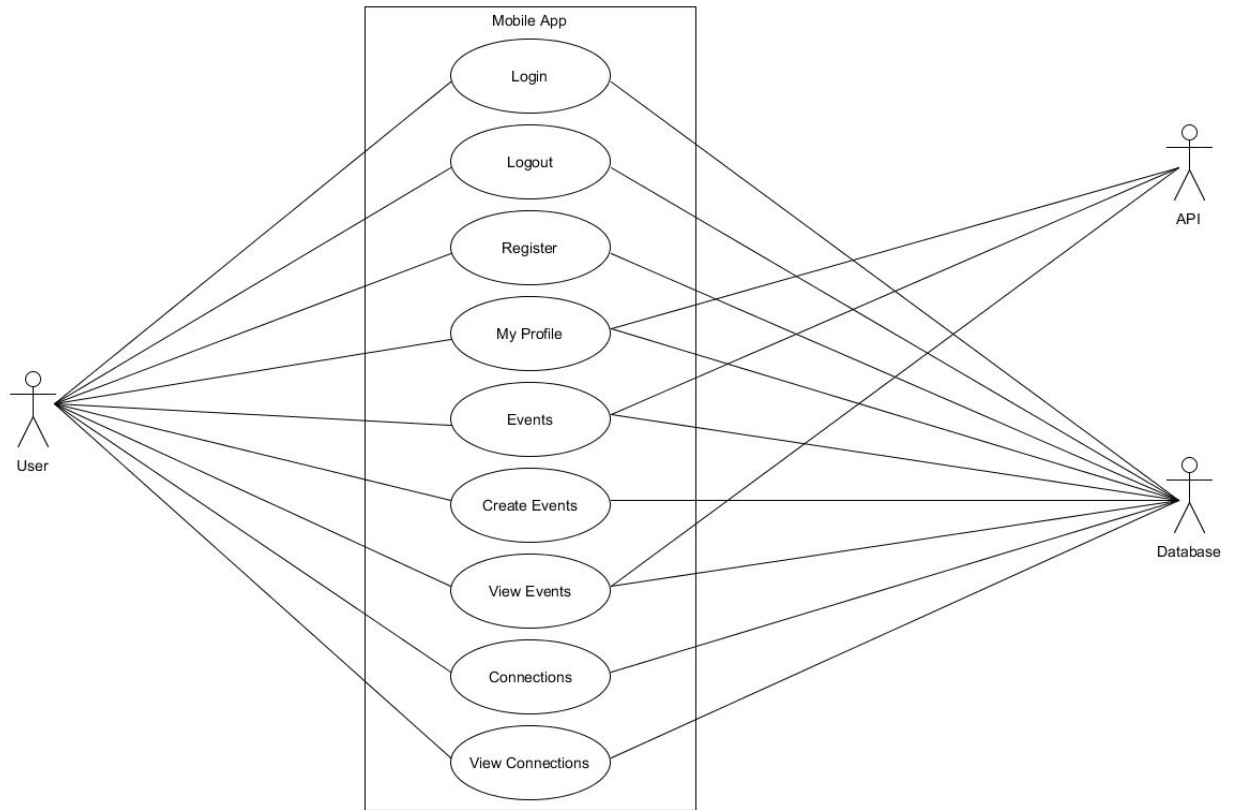 Mobile App
Login
Logout
Register
My Profile
Events
Create Events
View Events
Connections
View Connections
User
API
Database